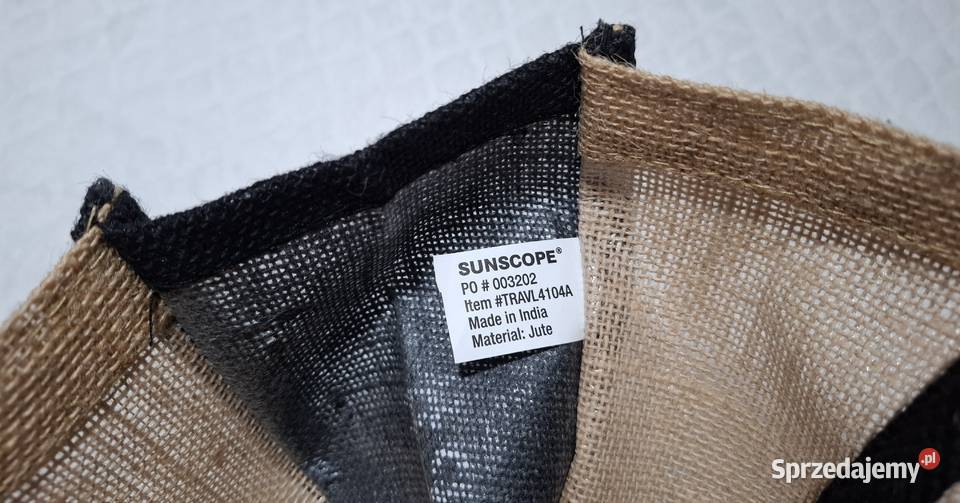 SUNSCOPE®
PO # 003202
Item #TRAVL4104A
Made in India
Material: Jute
Sprzedajemy.pl